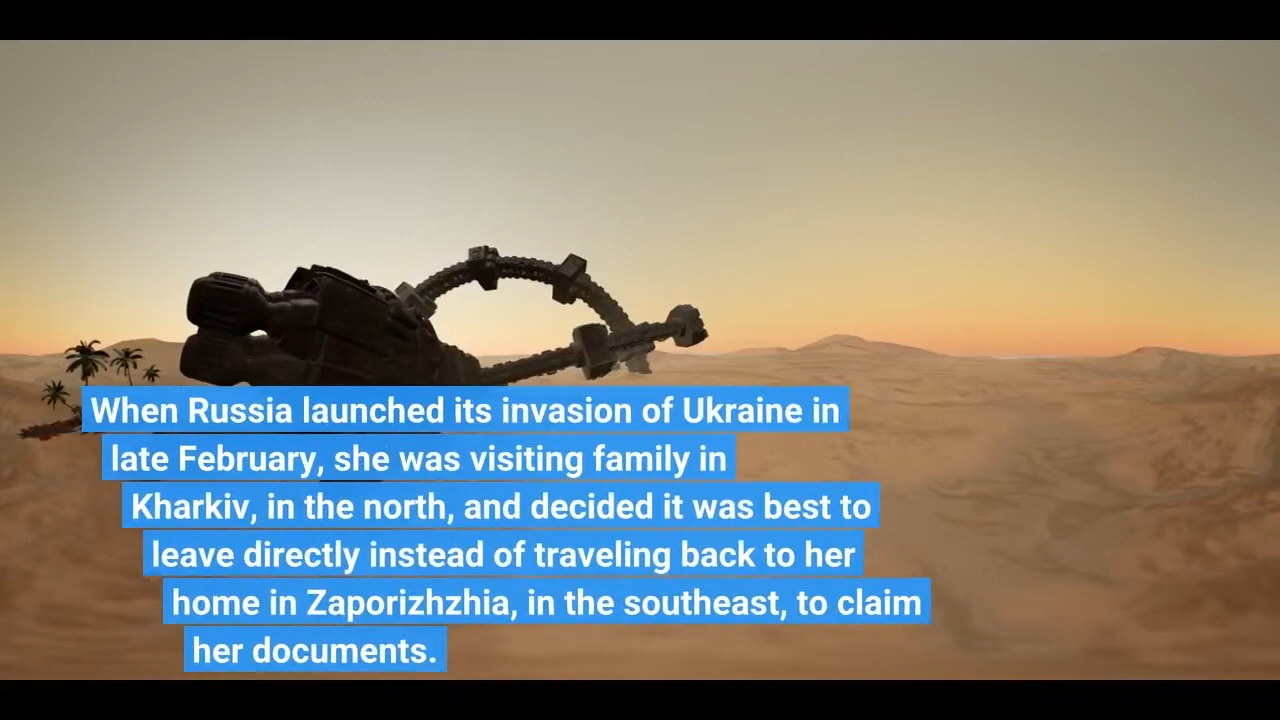 When Russia launched its invasion of Ukraine in
late February, she was visiting family in
Kharkiv, in the north, and decided it was best to
leave directly instead of traveling back to her
home in Zaporizhzhia, in the southeast, to claim
her documents.